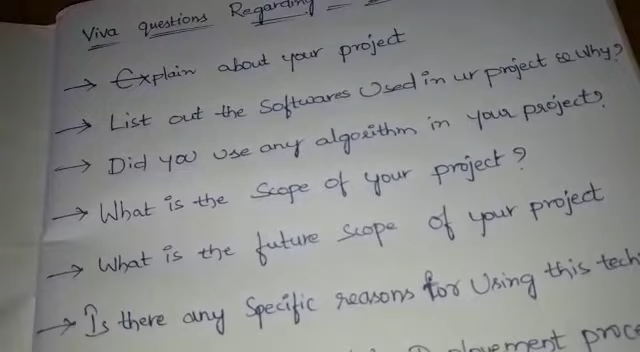 Viva questions Regarding
→ Explain about your project
→ List out the Softwares Used in ur project & Why?
→ Did you use any algorithm in your project?
→ What is the scope of your project?
→ What is the future scope of your project
→ Is there any Specific reasons for Using this tech